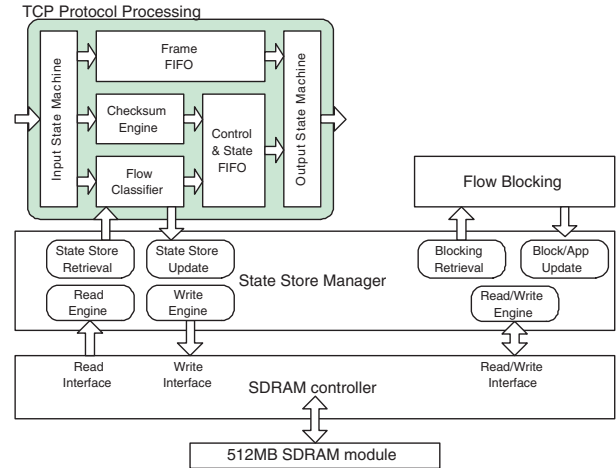 TCP Protocol Processing
Input State Machine
Frame
FIFO
Checksum
Engine
Flow
Classifier
Control
& State
FIFO
Output State Machine
Flow Blocking
State Store
Retrieval
State Store
Update
Blocking
Retrieval
Block/App
Update
State Store Manager
Read
Engine
Write
Engine
Read/Write
Engine
Read
Interface
Write
Interface
Read/Write
Interface
SDRAM controller
512MB SDRAM module